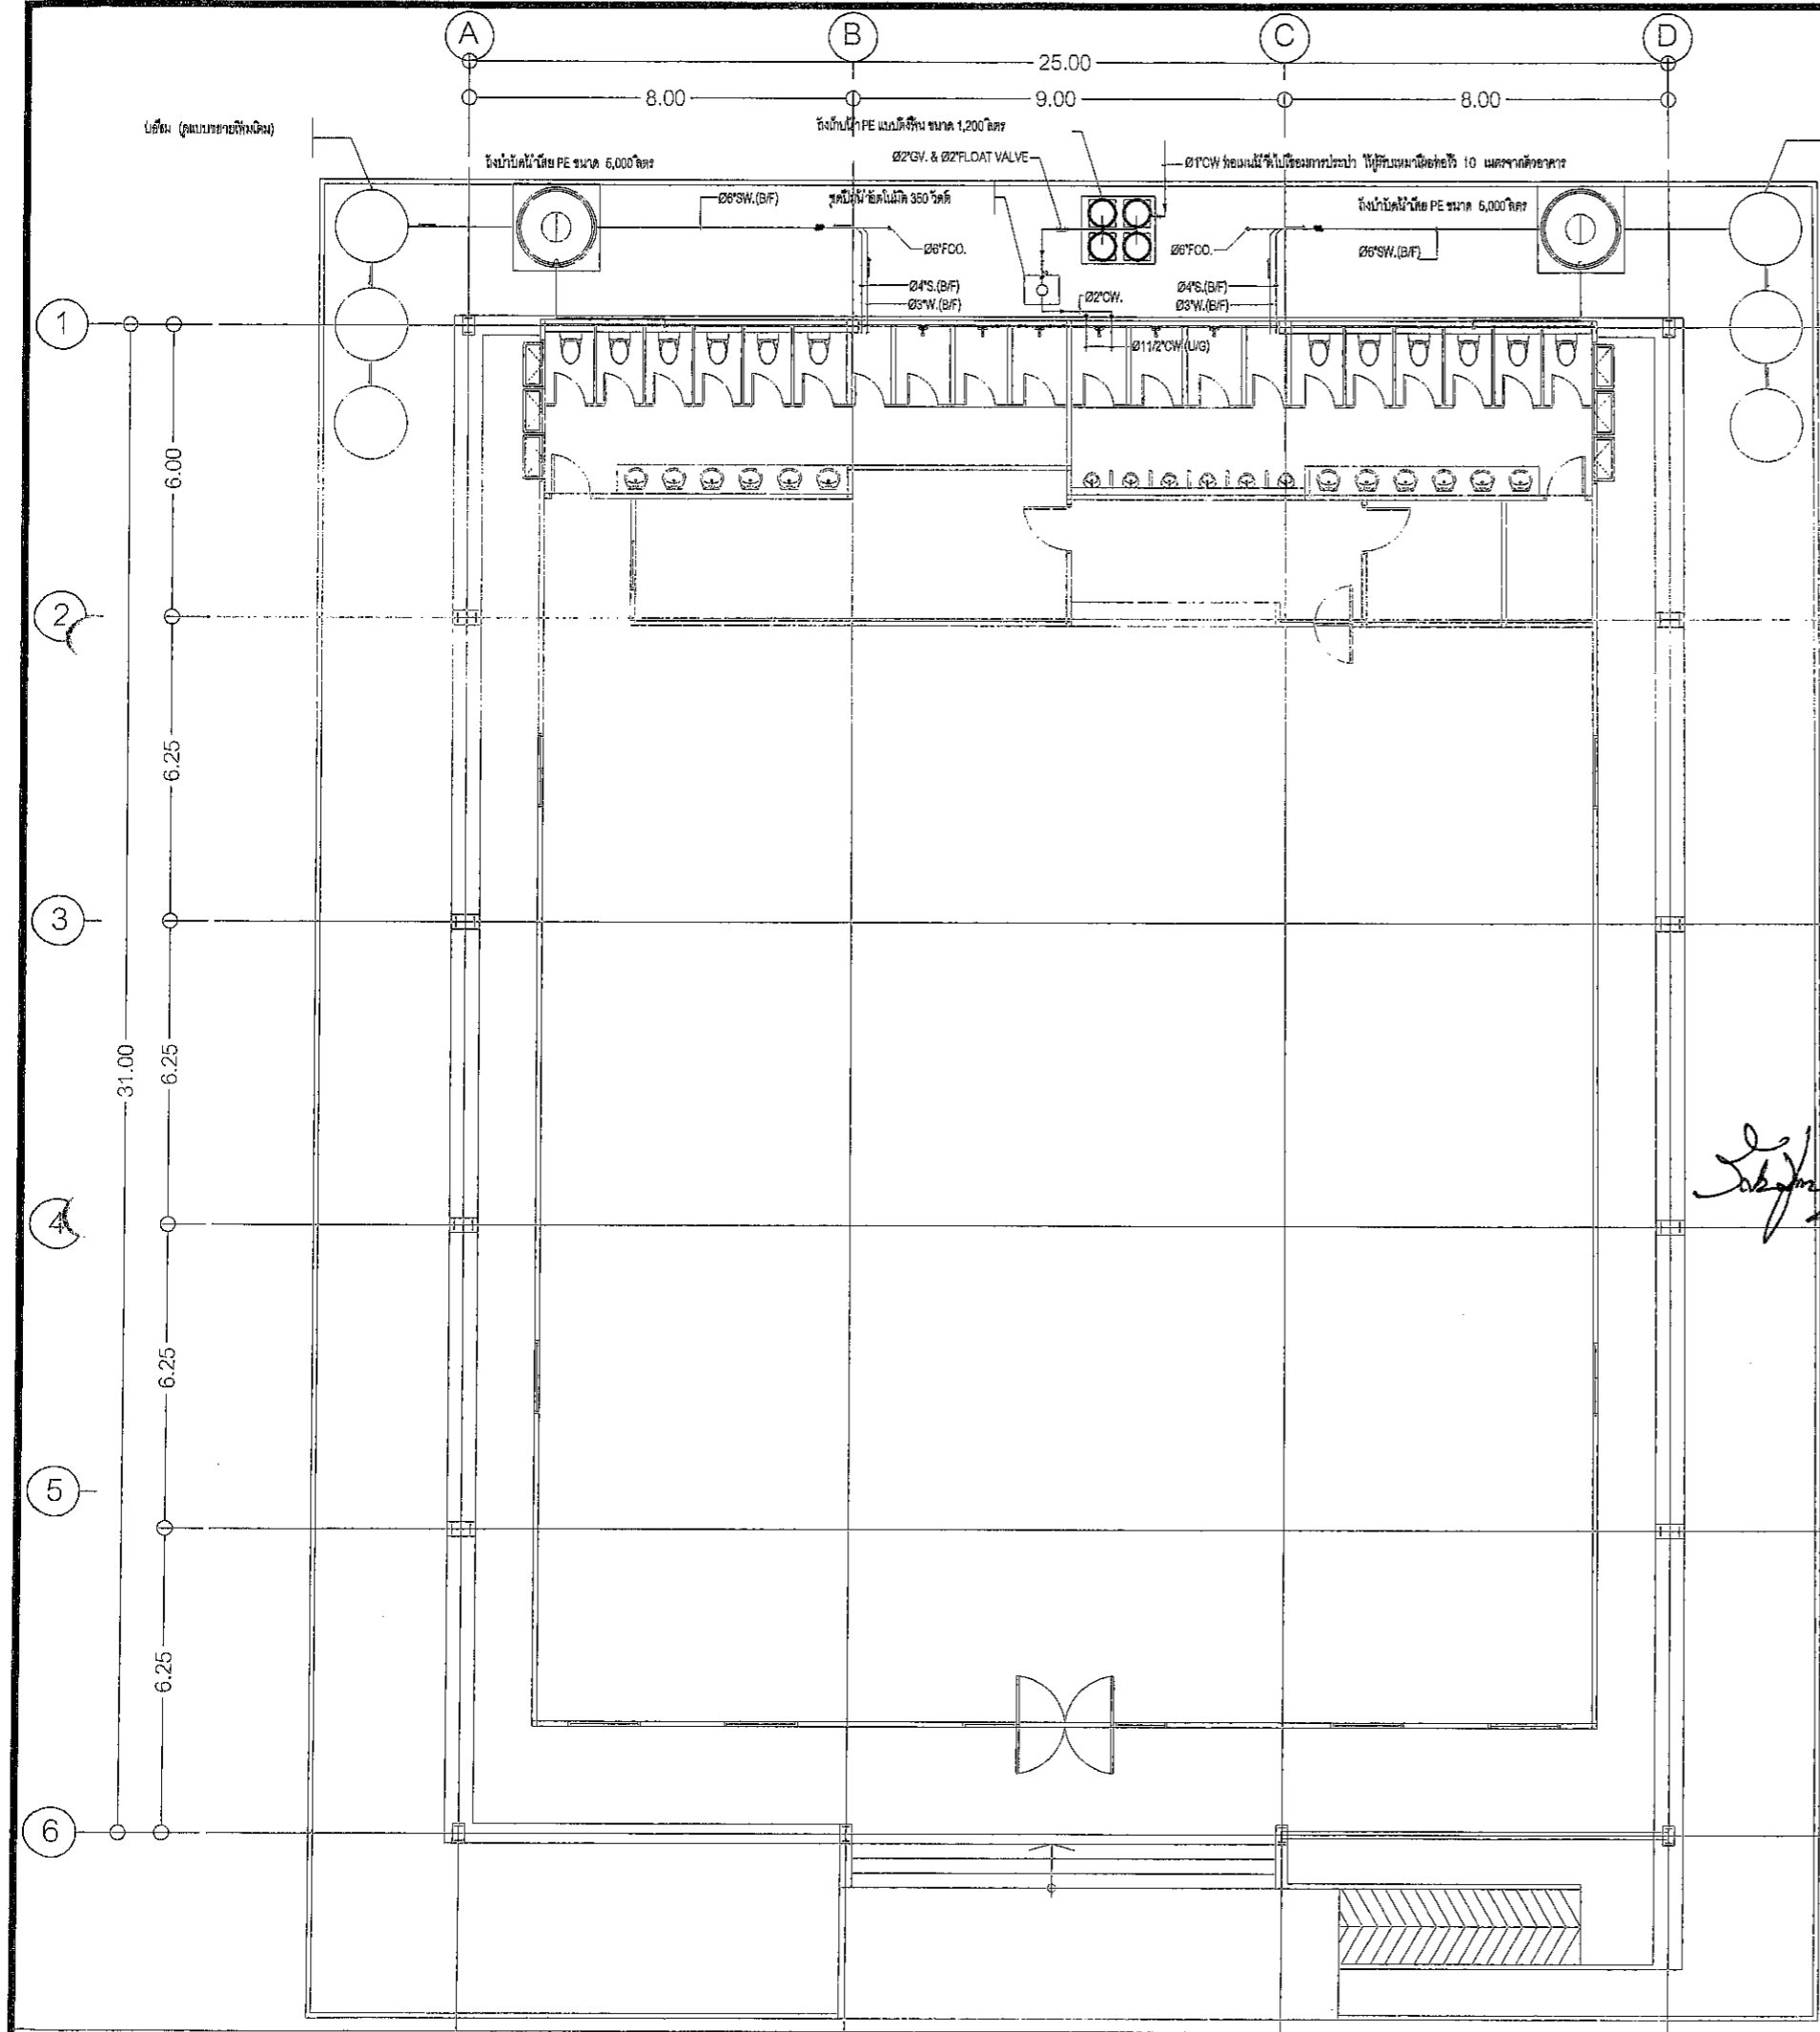 A B C D
25.00
8.00 9.00 8.00
บ่อซึม (ดูแบบขยายเพิ่มเติม)
ถังเก็บน้ำ PE แบบตั้งพื้น ขนาด 1,200 ลิตร
ถังบำบัดน้ำเสีย PE ขนาด 6,000 ลิตร
Ø2"GV. & Ø2"FLOAT VALVE
Ø1"CW ท่อเมนน้ำดีไปเชื่อมการประปา ให้ผู้รับเหมาเผื่อท่อไว้ 10 เมตรจากตัวอาคาร
Ø6"SW.(B/F)
ชุดปั๊มน้ำอัตโนมัติ 350 วัตต์
ถังบำบัดน้ำเสีย PE ขนาด 6,000 ลิตร
Ø6"FCO.
Ø6"FCO.
Ø6"SW.(B/F)
Ø4"S.(B/F)
Ø3"W.(B/F)
Ø4"S.(B/F)
Ø3"W.(B/F)
Ø2"CW.
Ø11/2"CW.(U/G)
1
6.00
2
6.25
3
31.00
6.25
4
6.25
5
6.25
6